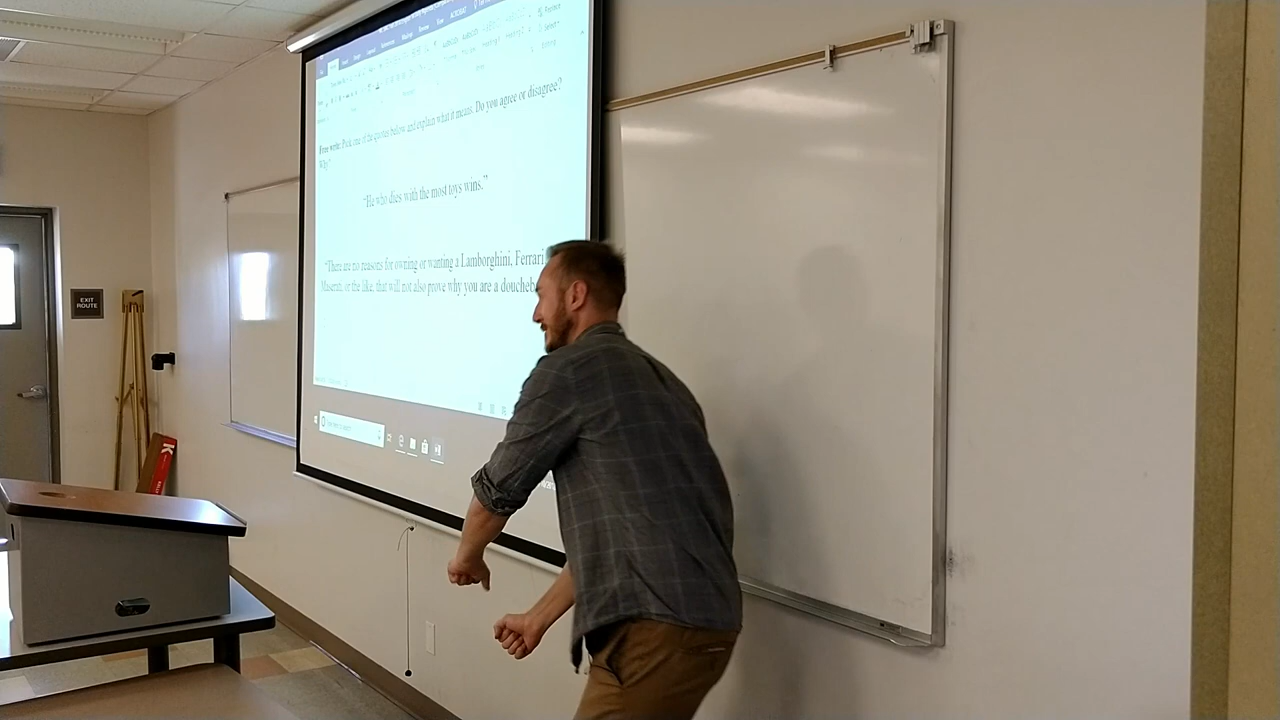 Free write: Pick one of the quotes below and explain what it means. Do you agree or disagree?
Why?
"He who dies with the most toys wins."
"There are no reasons for owning or wanting a Lamborghini, Ferrari
Maserati, or the like, that will not also prove why you are a doucheb
EXIT
ROUTE